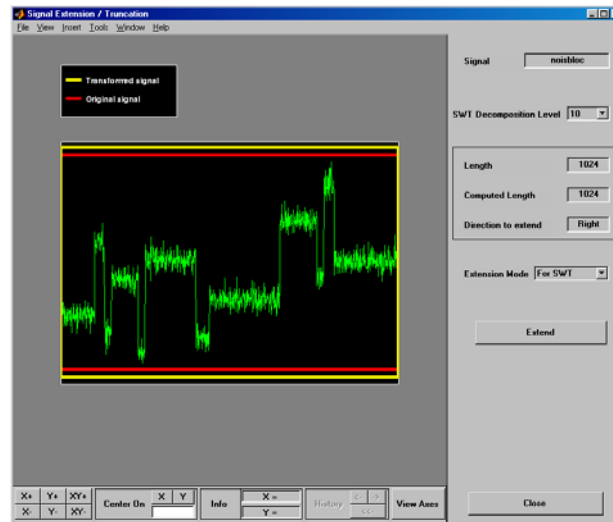 Signal Extension / Truncation
File View Insert Tools Window Help
Transformed signal
Original signal
Signal noisbloc
SWT Decomposition Level 10
Length 1024
Computed Length 1024
Direction to extend Right
Extension Mode For SWT
Extend
X+ Y+ XY+
X- Y- XY-
Center On X Y
Info X =
Y =
History <- ->
<<-
View Axes
Close